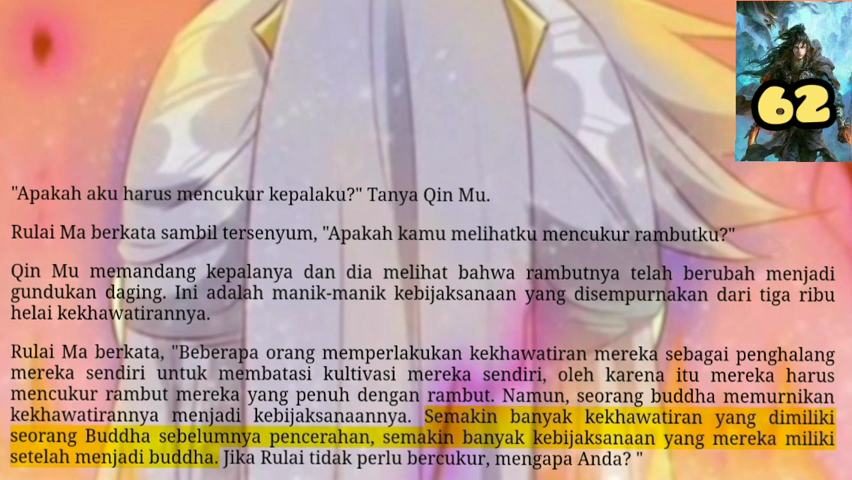 62
"Apakah aku harus mencukur kepalaku?" Tanya Qin Mu.
Rulai Ma berkata sambil tersenyum, "Apakah kamu melihatku mencukur rambutku?"
Qin Mu memandang kepalanya dan dia melihat bahwa rambutnya telah berubah menjadi
gundukan daging. Ini adalah manik-manik kebijaksanaan yang disempurnakan dari tiga ribu
helai kekhawatirannya.
Rulai Ma berkata, "Beberapa orang memperlakukan kekhawatiran mereka sebagai penghalang
mereka sendiri untuk membatasi kultivasi mereka sendiri, oleh karena itu mereka harus
mencukur rambut mereka yang penuh dengan rambut. Namun, seorang buddha memurnikan
kekhawatirannya menjadi kebijaksanaannya. Semakin banyak kekhawatiran yang dimiliki
seorang Buddha sebelumnya pencerahan, semakin banyak kebijaksanaan yang mereka miliki
setelah menjadi buddha. Jika Rulai tidak perlu bercukur, mengapa Anda? "